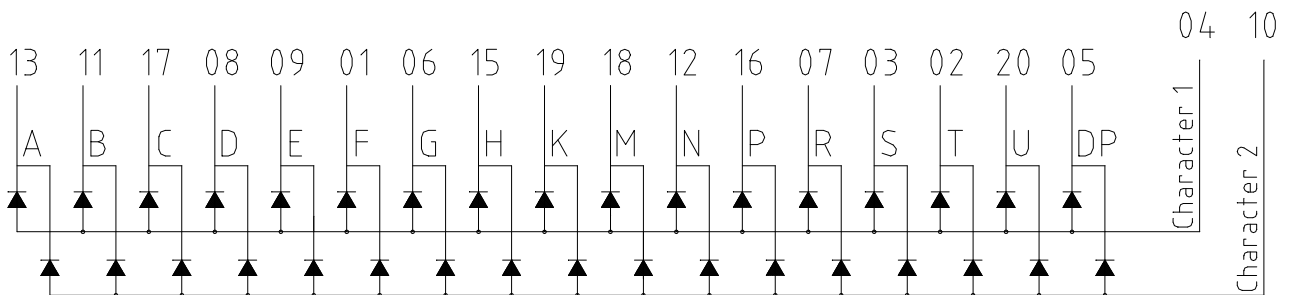 04 10
13 11 17 08 09 01 06 15 19 18 12 16 07 03 02 20 05
A B C D E F G H K M N P R S T U DP
Character 1
Character 2